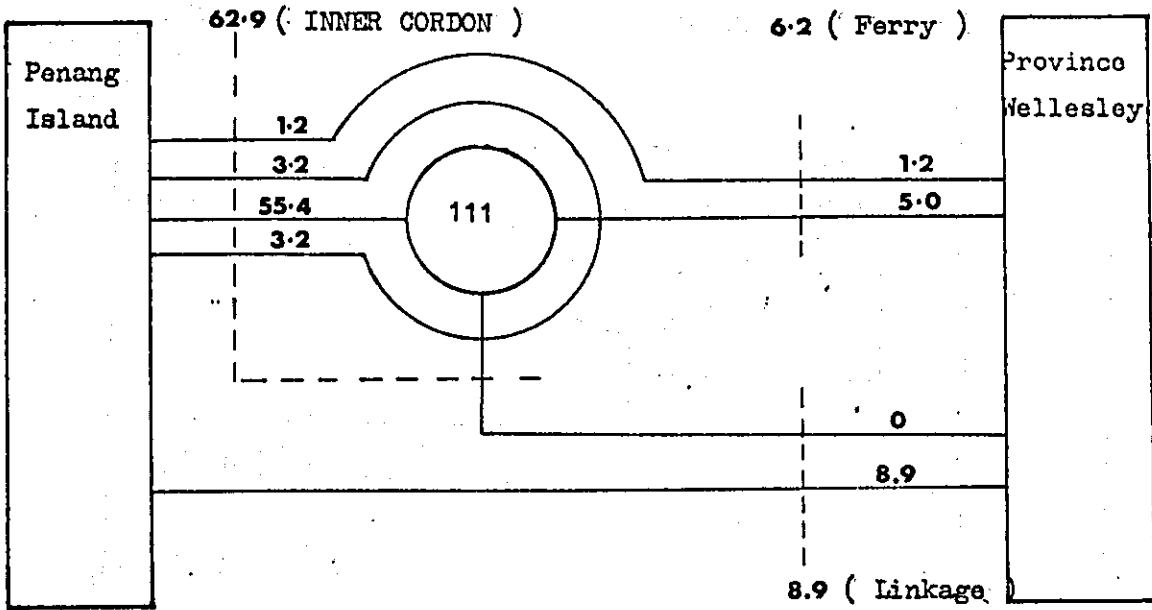 62·9 ( INNER CORDON )
6·2 ( Ferry )
Penang
Island
Province
Wellesley
1·2
3·2
55·4
3·2
111
1·2
5·0
0
8.9
8.9 ( Linkage )